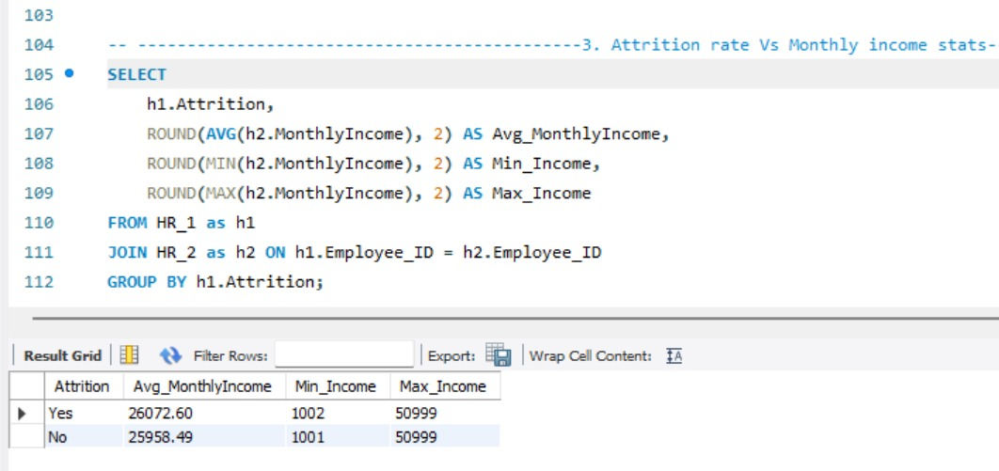 103
104 -- ---------------------------------------------3. Attrition rate Vs Monthly income stats-
105 SELECT
106 h1.Attrition,
107 ROUND(AVG(h2.MonthlyIncome), 2) AS Avg_MonthlyIncome,
108 ROUND(MIN(h2.MonthlyIncome), 2) AS Min_Income,
109 ROUND(MAX(h2.MonthlyIncome), 2) AS Max_Income
110 FROM HR_1 as h1
111 JOIN HR_2 as h2 ON h1.Employee_ID = h2.Employee_ID
112 GROUP BY h1.Attrition;
Result Grid Filter Rows: Export: Wrap Cell Content: IA
Attrition Avg_MonthlyIncome Min_Income Max_Income
Yes 26072.60 1002 50999
No 25958.49 1001 50999